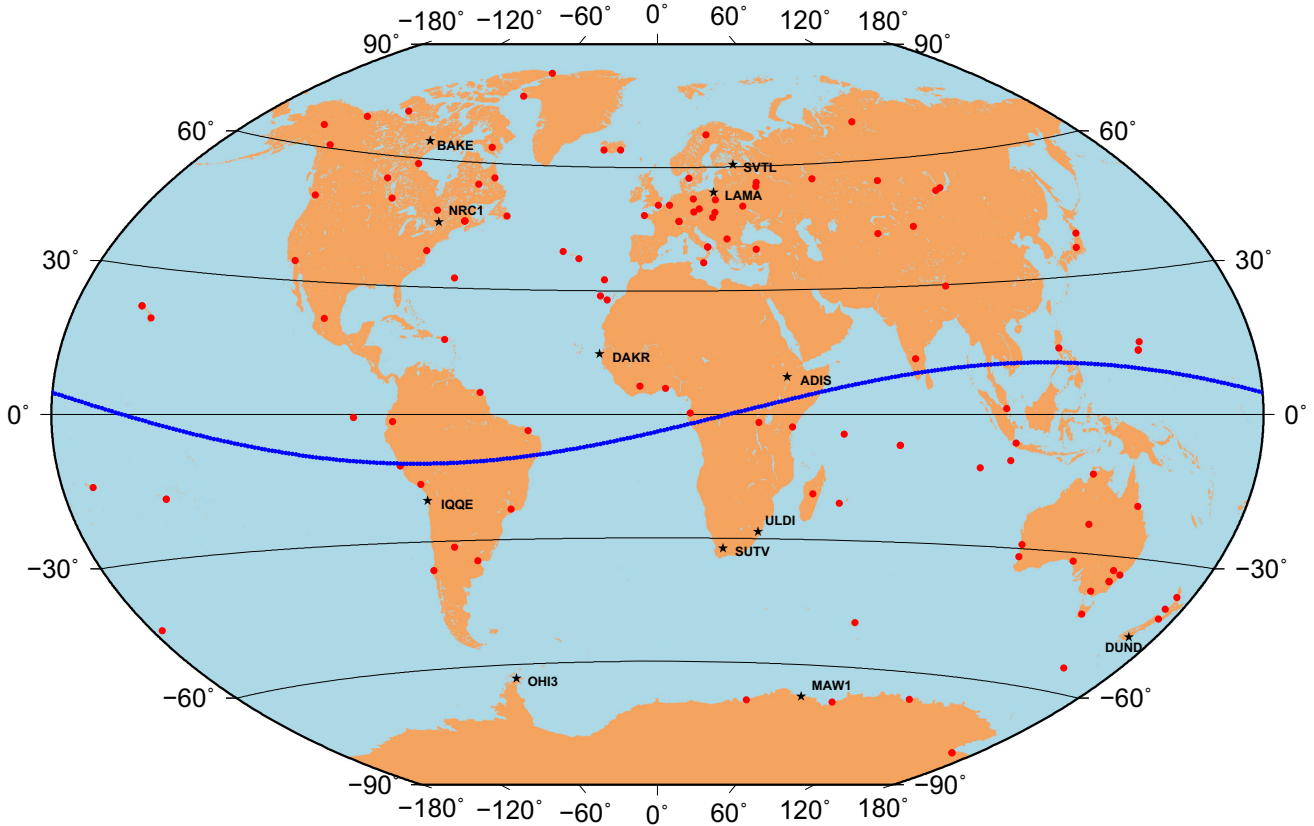 −180° −120° −60° 0° 60° 120° 180°
90° 90°
60° 60°
BAKE
SVTL
LAMA
NRC1
30° 30°
DAKR
ADIS
0° 0°
IQQE
ULDI
SUTV
−30° −30°
DUND
OHI3
MAW1
−60° −60°
−90° −90°
−180° −120° −60° 0° 60° 120° 180°